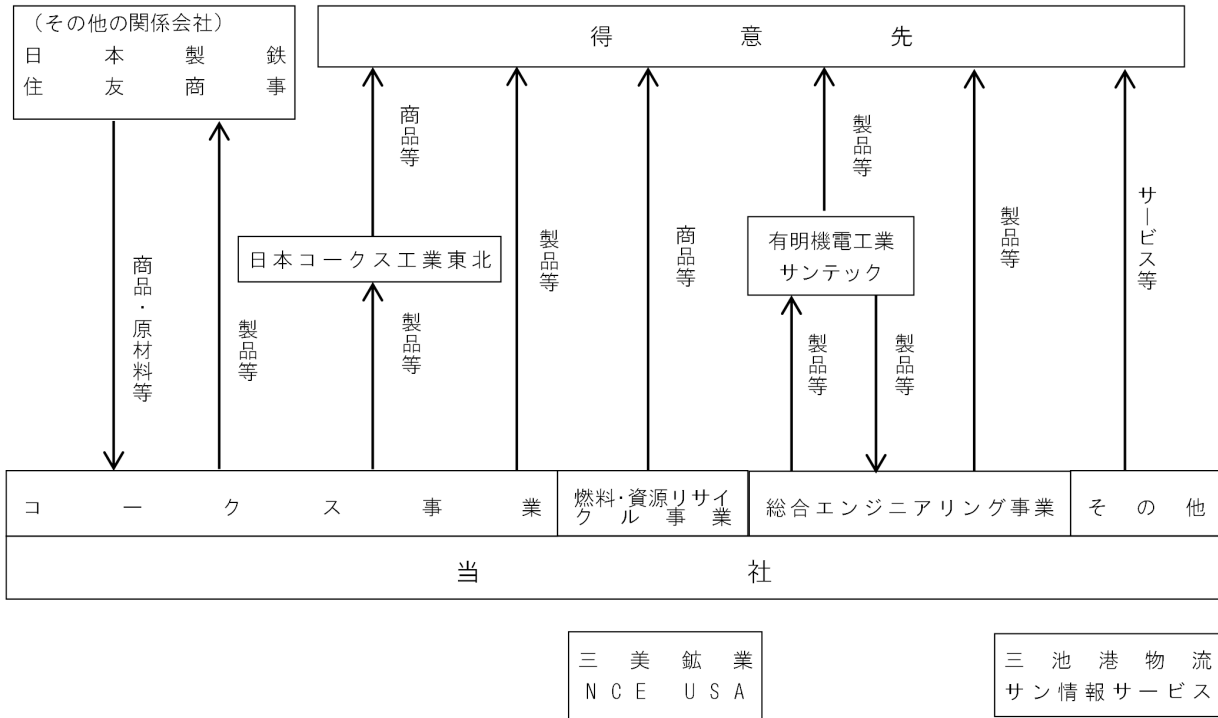 (その他の関係会社)
日本製鉄
住友商事
得意先
商品等
製品等
製品等
商品等
製品等
サービス等
日本コークス工業東北
有明機電工業
サンテック
商品・原材料等
製品等
製品等
製品等
製品等
コークス事業
燃料・資源リサイ
クル事業
総合エンジニアリング事業
その他
当社
三美鉱業
NCE USA
三池港物流
サン情報サービス